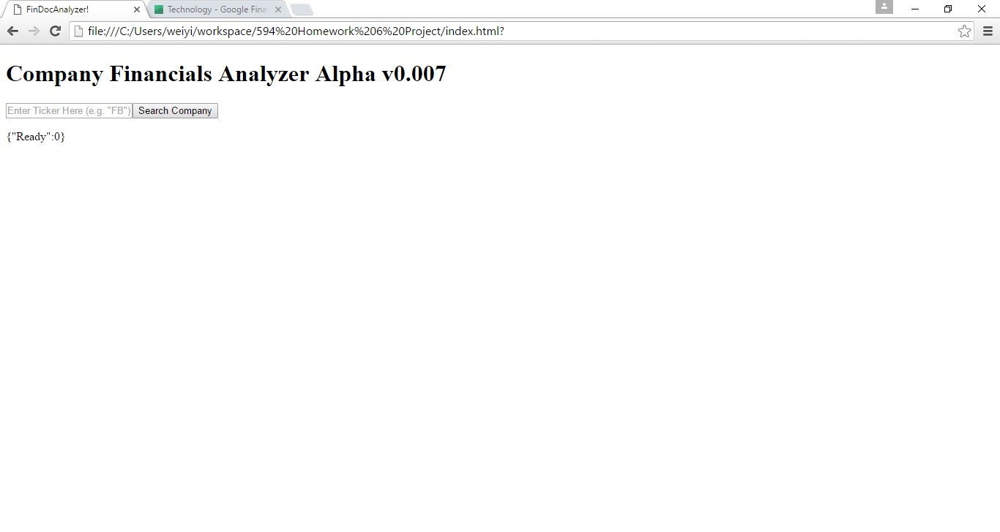 FinDocAnalyzer!
Technology - Google Fina
file:///C:/Users/weiyi/workspace/594%20Homework%206%20Project/index.html?
Company Financials Analyzer Alpha v0.007
Enter Ticker Here (e.g. "FB") Search Company
{"Ready":0}